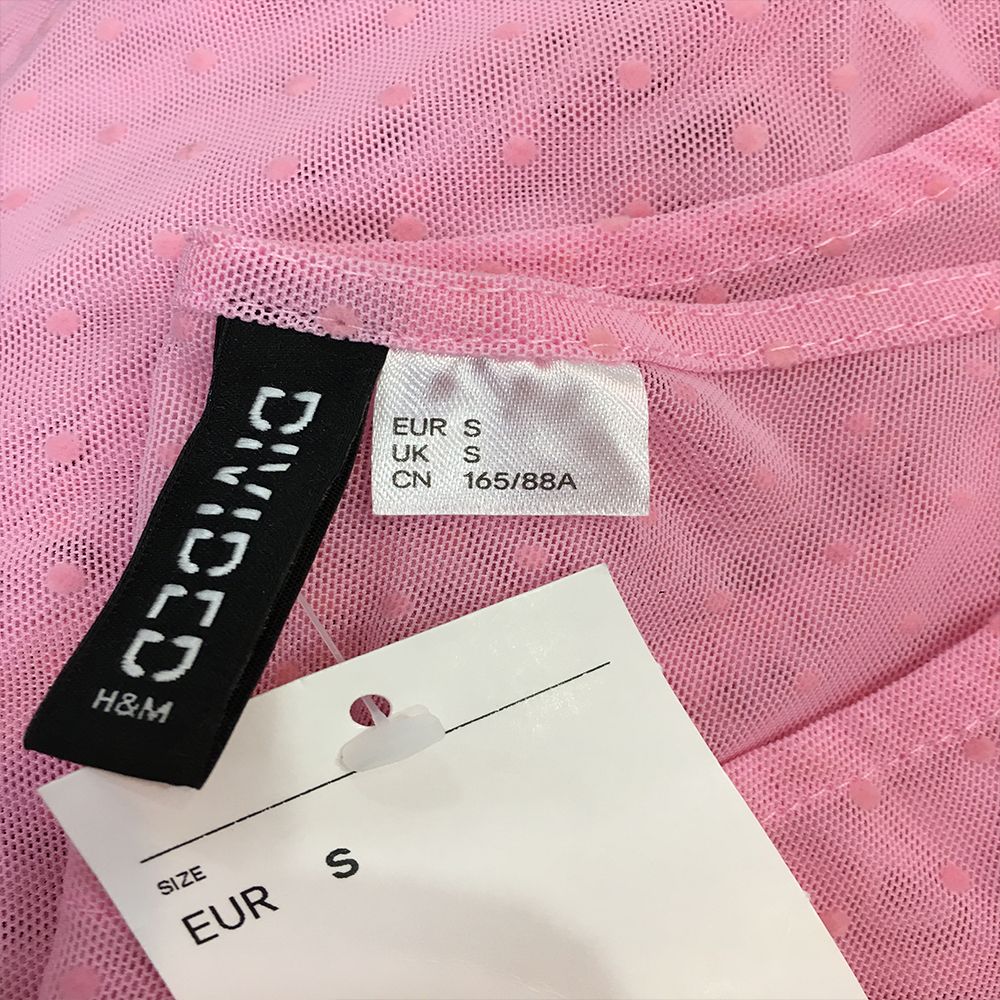 DIVIDED
H&M
EUR S
UK S
CN 165/88A
SIZE
EUR S